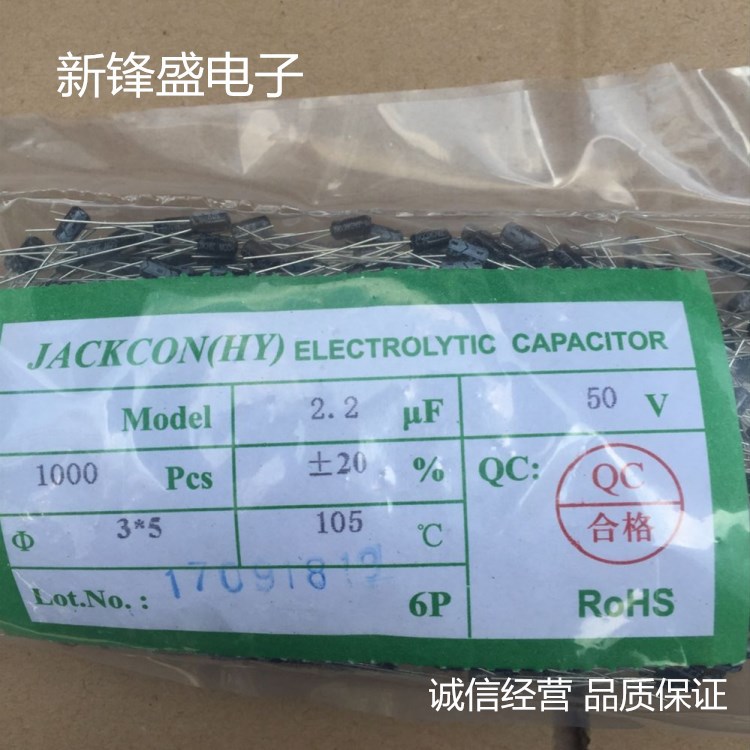 新锋盛电子
JACKCON(HY) ELECTROLYTIC CAPACITOR
Model 2.2 μF 50 V
1000 Pcs ±20 % QC: QC
合格
Φ 3*5 105 ℃
Lot.No.: 6P RoHS
诚信经营 品质保证